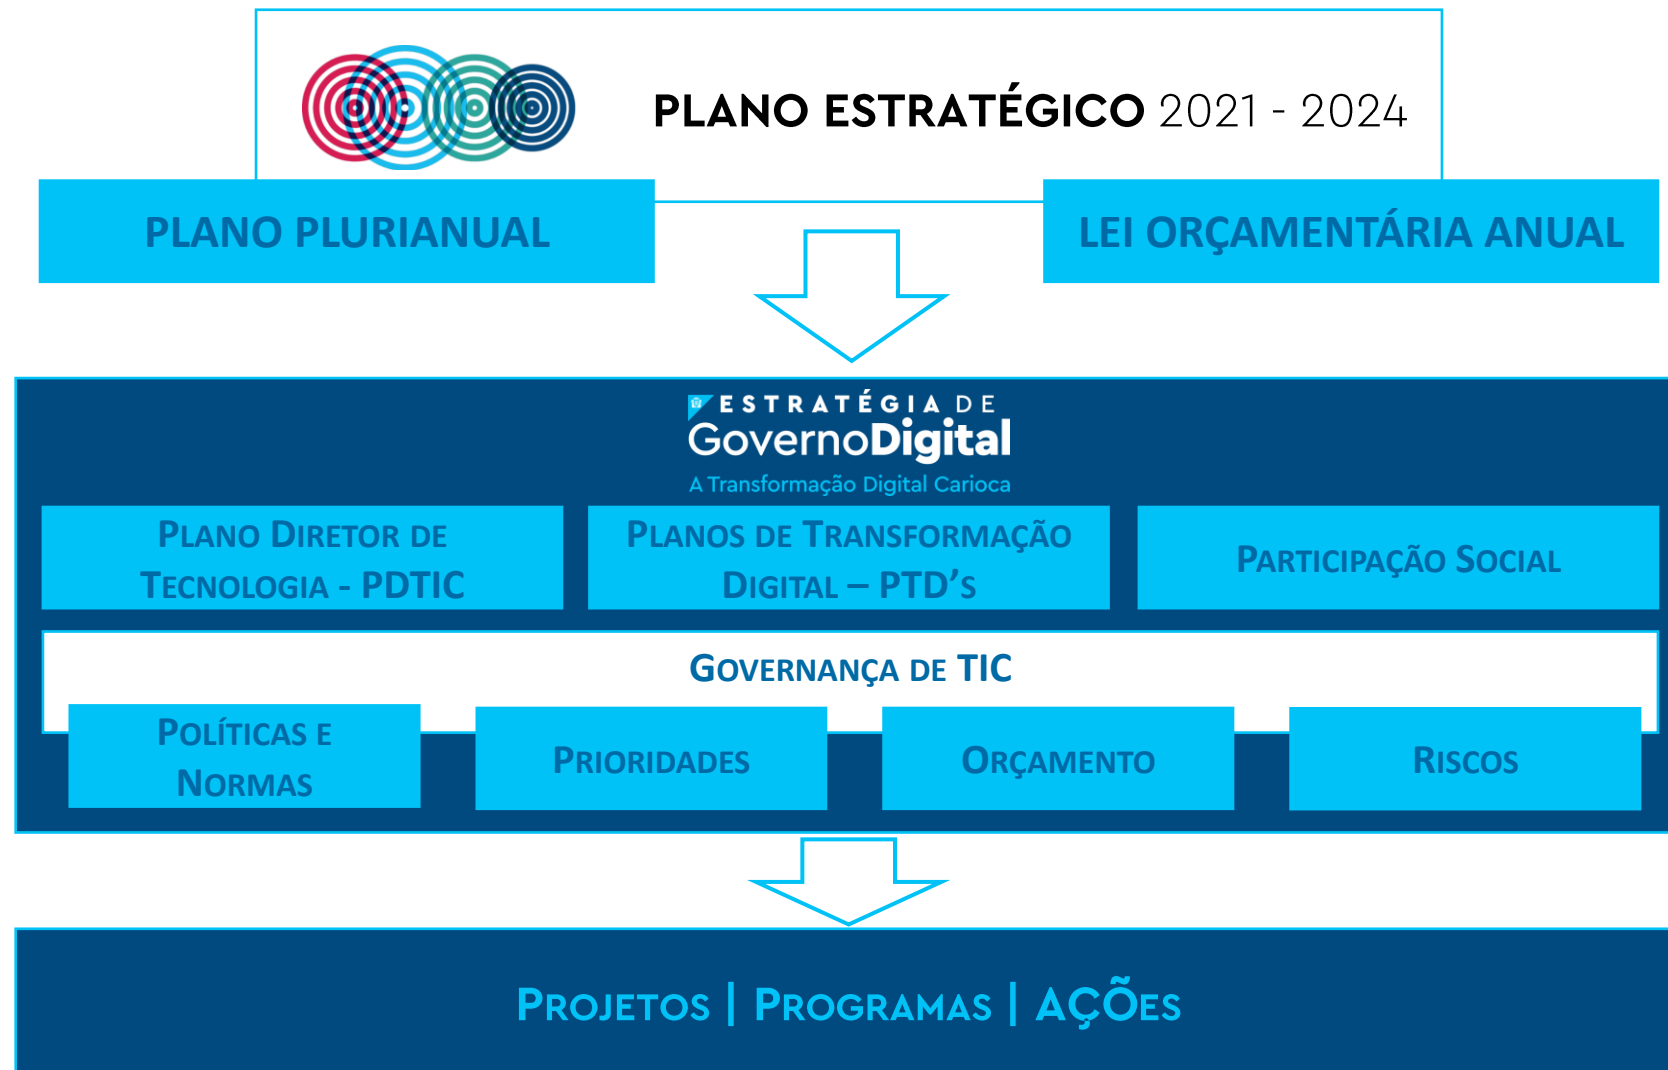 PLANO ESTRATÉGICO 2021 - 2024
PLANO PLURIANUAL
LEI ORÇAMENTÁRIA ANUAL
ESTRATÉGIA DE
GovernoDigital
A Transformação Digital Carioca
PLANO DIRETOR DE
TECNOLOGIA - PDTIC
PLANOS DE TRANSFORMAÇÃO
DIGITAL – PTD'S
PARTICIPAÇÃO SOCIAL
GOVERNANÇA DE TIC
POLÍTICAS E
NORMAS
PRIORIDADES
ORÇAMENTO
RISCOS
PROJETOS | PROGRAMAS | AÇÕES